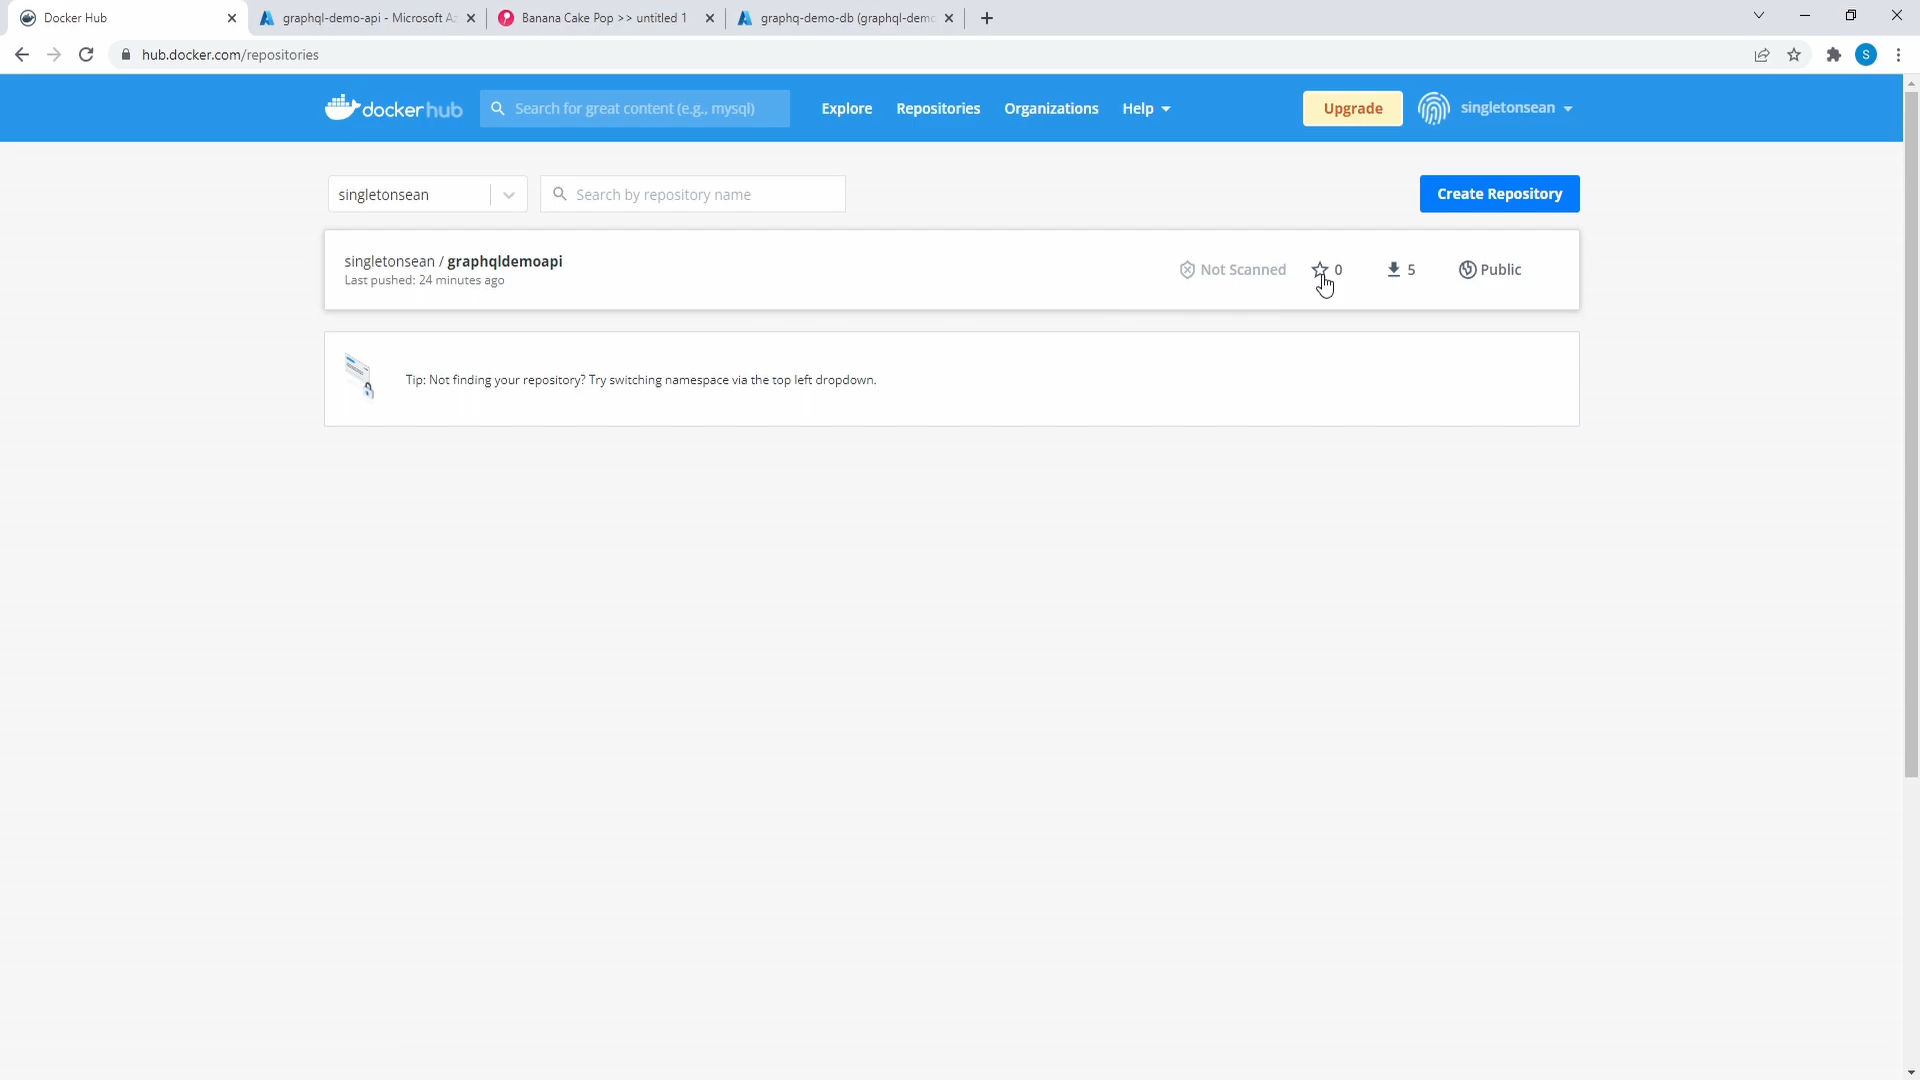 Docker Hub
graphql-demo-api - Microsoft Az
Banana Cake Pop >> untitled 1
graphq-demo-db (graphql-demo
hub.docker.com/repositories
S
dockerhub
Search for great content (e.g., mysql)
Explore
Repositories
Organizations
Help
Upgrade
singletonsean
singletonsean
Search by repository name
Create Repository
singletonsean / graphqldemoapi
Not Scanned
0
5
Public
Last pushed: 24 minutes ago
Tip: Not finding your repository? Try switching namespace via the top left dropdown.